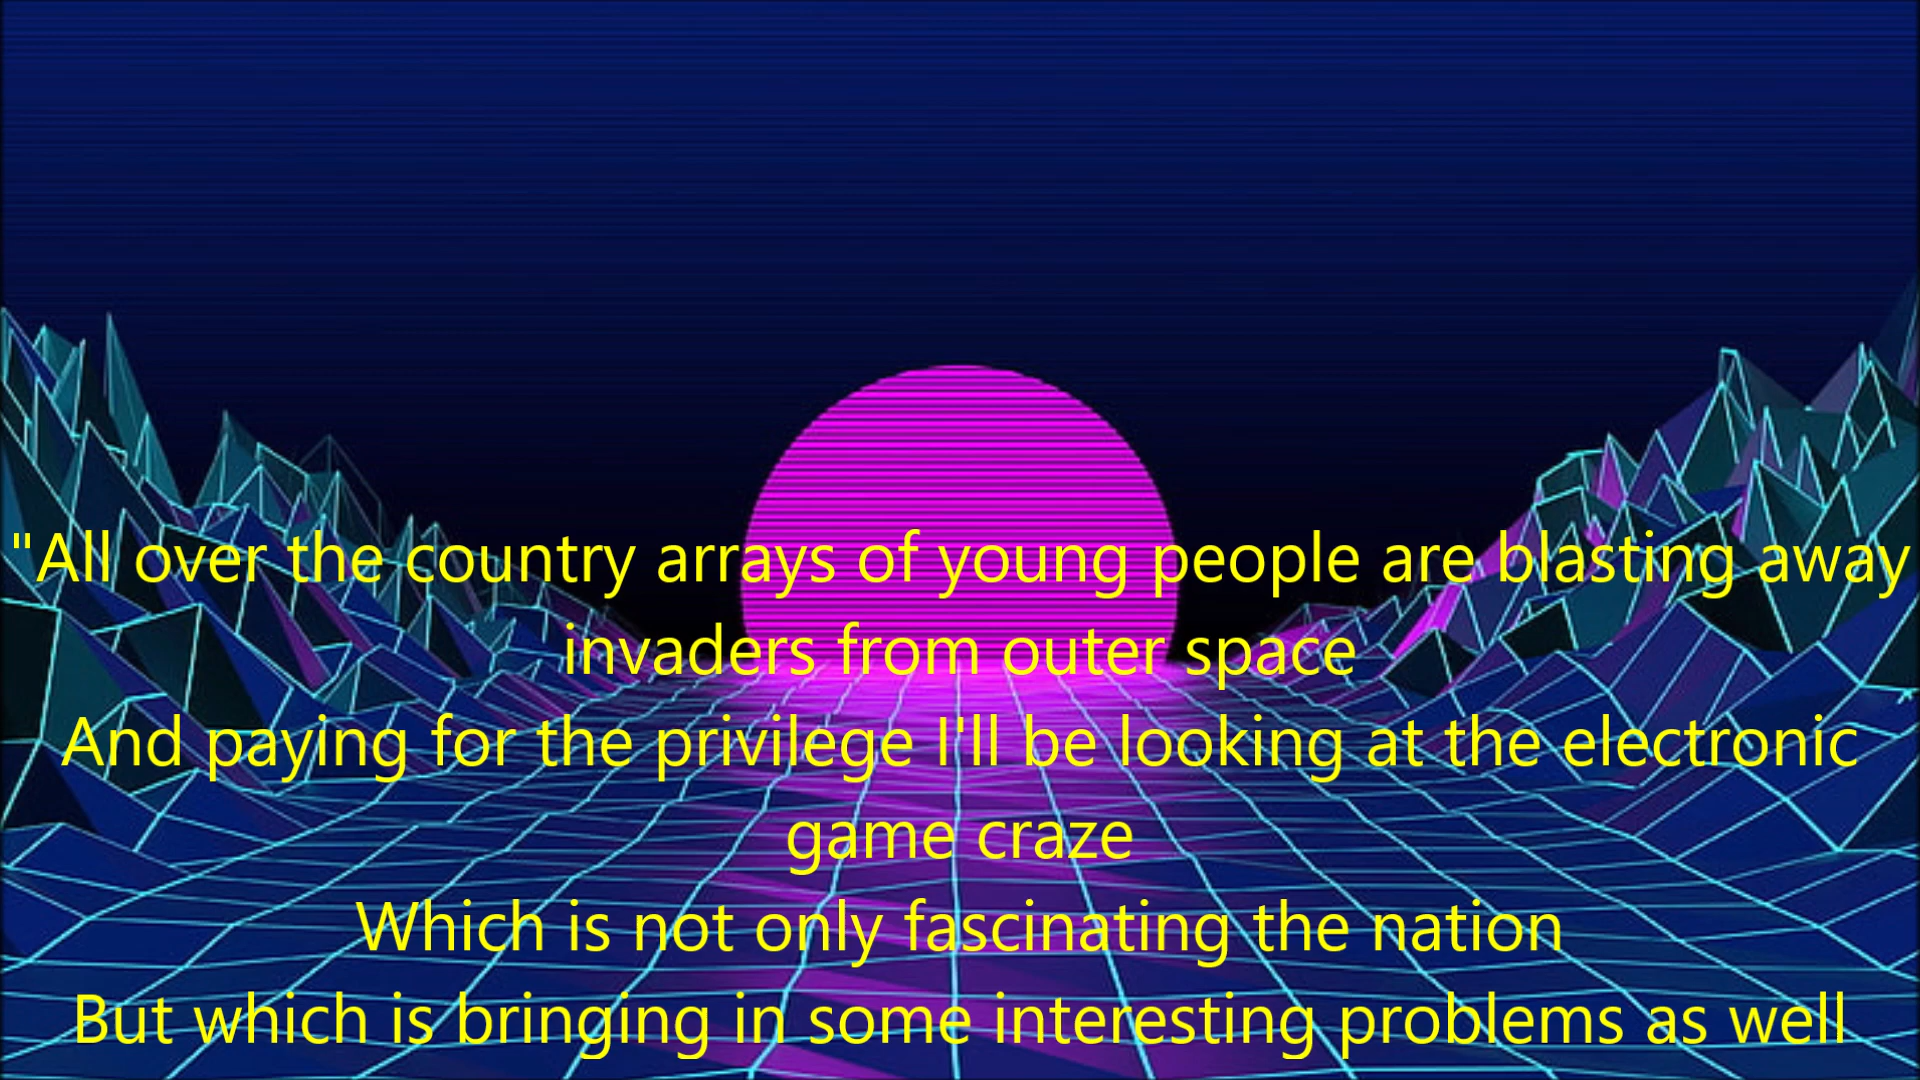 "All over the country arrays of young people are blasting away
invaders from outer space
And paying for the privilege I'll be looking at the electronic
game craze
Which is not only fascinating the nation
But which is bringing in some interesting problems as well